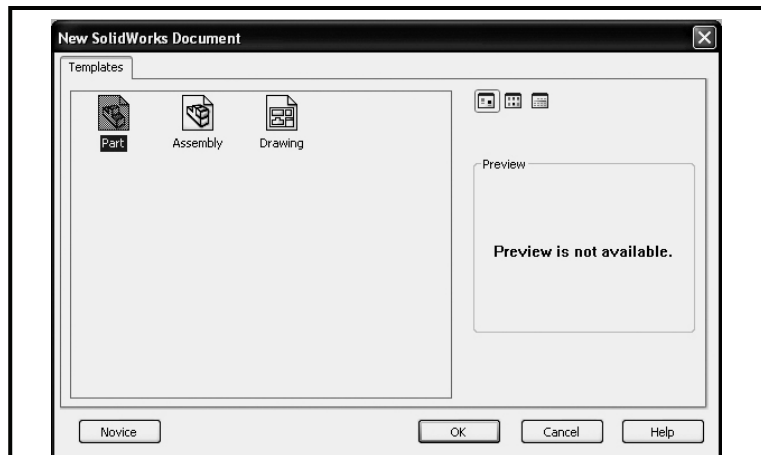 New SolidWorks Document
Templates
Part Assembly Drawing
Preview
Preview is not available.
Novice OK Cancel Help